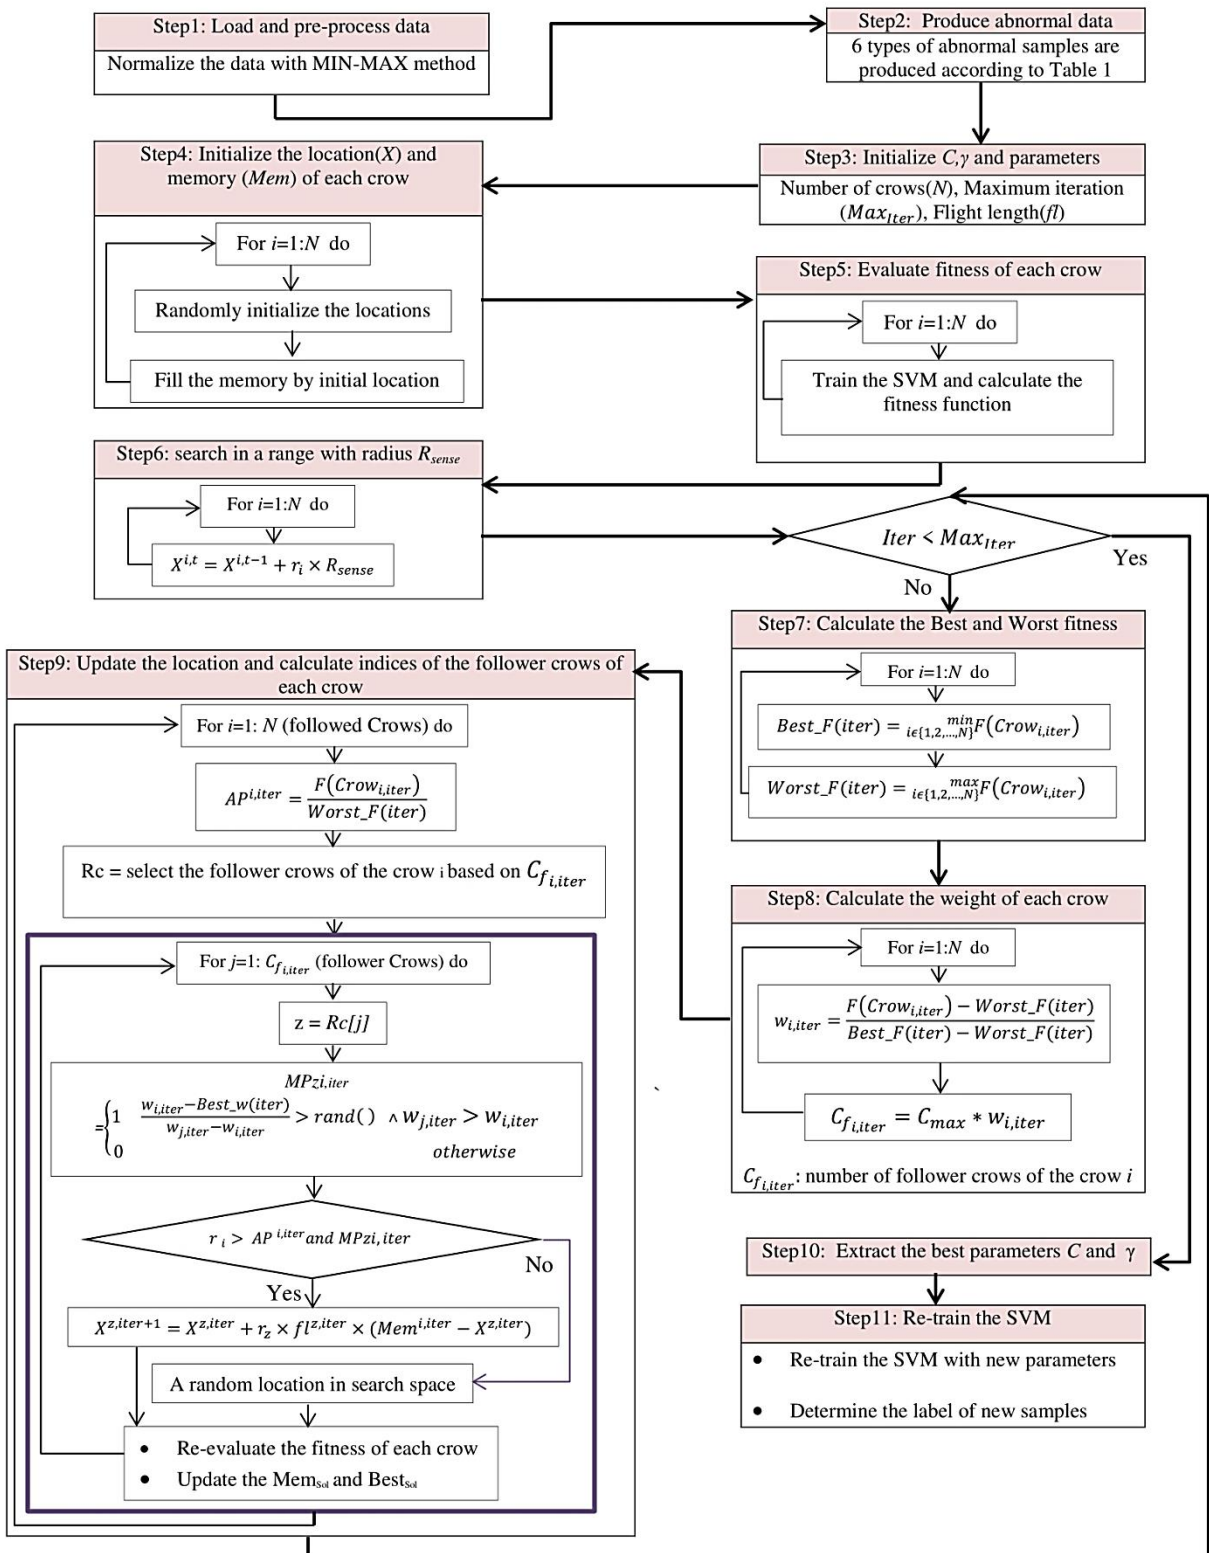 Step1: Load and pre-process data
Normalize the data with MIN-MAX method
Step2: Produce abnormal data
6 types of abnormal samples are
produced according to Table 1
Step3: Initialize C,γ and parameters
Number of crows(N), Maximum iteration
(Max_Iter), Flight length(fl)
Step4: Initialize the location(X) and
memory (Mem) of each crow
For i=1:N do
Randomly initialize the locations
Fill the memory by initial location
Step5: Evaluate fitness of each crow
For i=1:N do
Train the SVM and calculate the
fitness function
Step6: search in a range with radius R_sense
For i=1:N do
X^{i,t} = X^{i,t-1} + r_i × R_sense
Iter < Max_Iter
Yes
No
Step7: Calculate the Best and Worst fitness
For i=1:N do
Best_F(iter) = min_{iϵ{1,2,…,N}} F(Crow_{i,iter})
Worst_F(iter) = max_{iϵ{1,2,…,N}} F(Crow_{i,iter})
Step8: Calculate the weight of each crow
For i=1:N do
w_{i,iter} = (F(Crow_{i,iter}) − Worst_F(iter)) / (Best_F(iter) − Worst_F(iter))
C_{f_{i,iter}} = C_max * w_{i,iter}
C_{f_{i,iter}}: number of follower crows of the crow i
Step9: Update the location and calculate indices of the follower crows of
each crow
For i=1: N (followed Crows) do
AP^{i,iter} = F(Crow_{i,iter}) / Worst_F(iter)
Rc = select the follower crows of the crow i based on C_{f_{i,iter}}
For j=1: C_{f_{i,iter}} (follower Crows) do
z = Rc[j]
MPzi,iter
={1 (w_{i,iter}−Best_w(iter)) / (w_{j,iter}−w_{i,iter}) > rand() ∧ w_{j,iter} > w_{i,iter}
0 otherwise
r_i > AP^{i,iter} and MPzi,iter
No
Yes
X^{z,iter+1} = X^{z,iter} + r_z × fl^{z,iter} × (Mem^{i,iter} − X^{z,iter})
A random location in search space
• Re-evaluate the fitness of each crow
• Update the Mem_Sol and Best_Sol
Step10: Extract the best parameters C and γ
Step11: Re-train the SVM
• Re-train the SVM with new parameters
• Determine the label of new samples